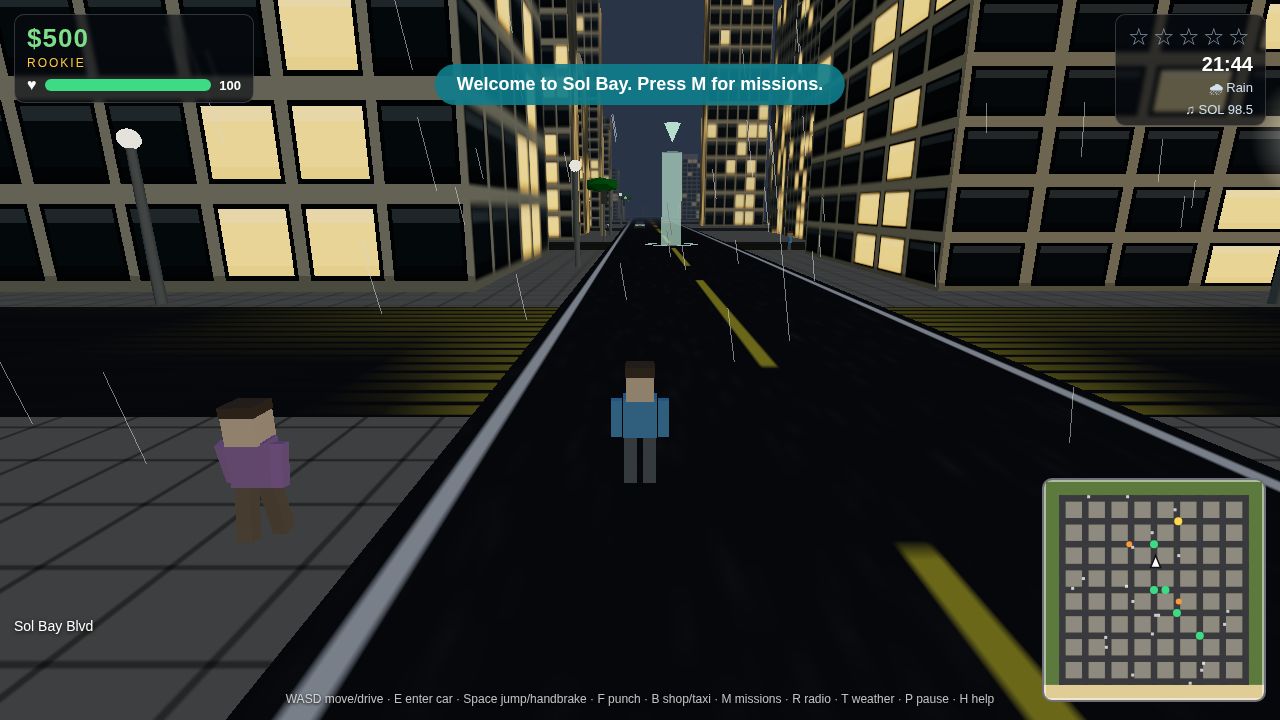 $500
ROOKIE
♥ 100
Welcome to Sol Bay. Press M for missions.
☆ ☆ ☆ ☆ ☆
21:44
🌧 Rain
♫ SOL 98.5
Sol Bay Blvd
WASD move/drive · E enter car · Space jump/handbrake · F punch · B shop/taxi · M missions · R radio · T weather · P pause · H help